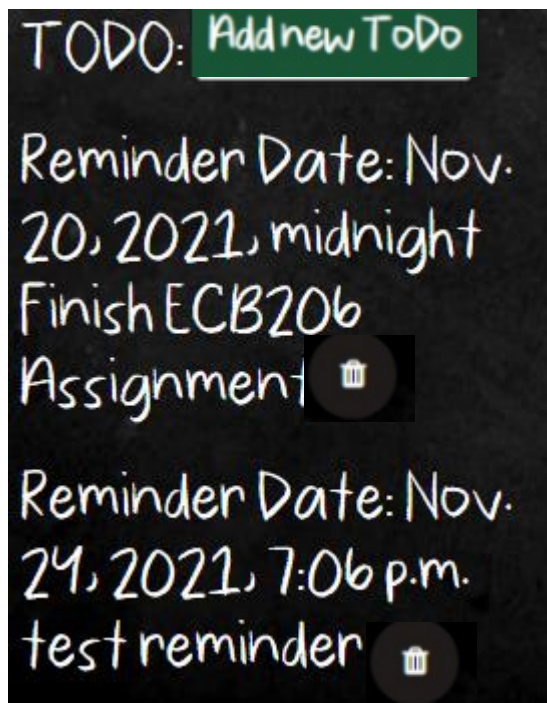 TODO: Add new ToDo
Reminder Date: Nov.
20, 2021, midnight
Finish ECB206
Assignment
Reminder Date: Nov.
24, 2021, 7:06 p.m.
test reminder